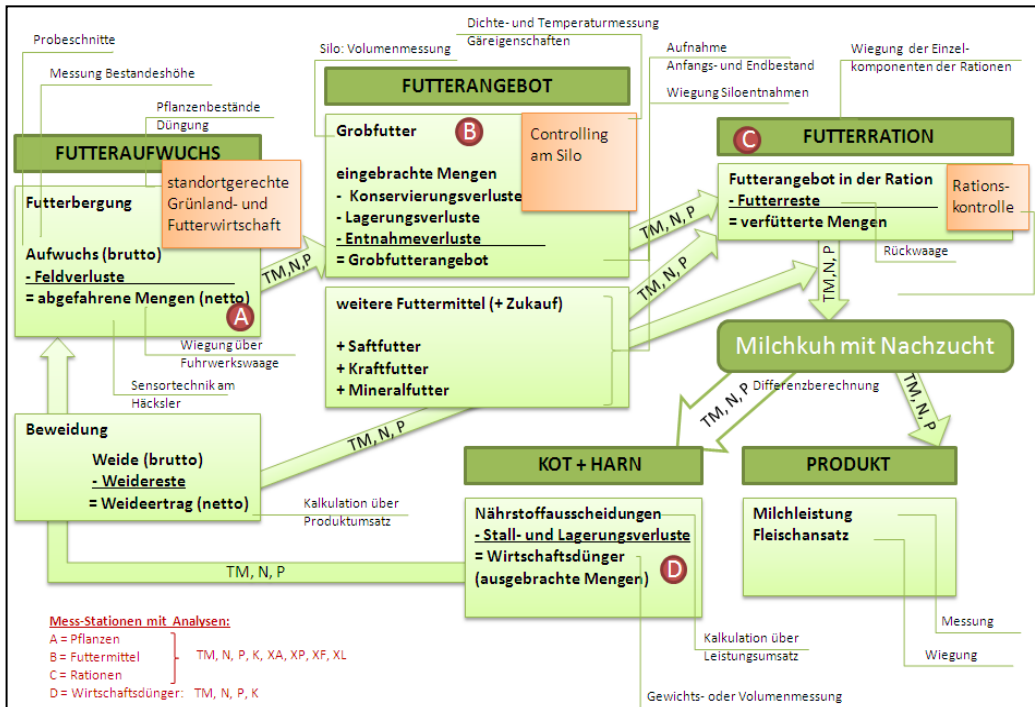 Probeschnitte
Messung Bestandeshöhe
Pflanzenbestände
Düngung
FUTTERAUFWUCHS
Futterbergung
standortgerechte
Grünland- und
Futterwirtschaft
Aufwuchs (brutto)
- Feldverluste
= abgefahrene Mengen (netto)
A
Wiegung über
Fuhrwerkswaage
Sensortechnik am
Häcksler
TM,N,P
Silo: Volumenmessung
Dichte- und Temperaturmessung
Gäreigenschaften
FUTTERANGEBOT
Grobfutter
B
Controlling
am Silo
eingebrachte Mengen
- Konservierungsverluste
- Lagerungsverluste
- Entnahmeverluste
= Grobfutterangebot
weitere Futtermittel (+ Zukauf)
+ Saftfutter
+ Kraftfutter
+ Mineralfutter
TM, N, P
TM, N, P
Aufnahme
Anfangs- und Endbestand
Wiegung Siloentnahmen
Wiegung der Einzel-
komponenten der Rationen
C
FUTTERRATION
Futterangebot in der Ration
- Futterreste
= verfütterte Mengen
Rations-
kontrolle
Rückwaage
TM,N, P
Milchkuh mit Nachzucht
Differenzberechnung
TM, N, P
TM, N, P
Beweidung
Weide (brutto)
- Weidereste
= Weideertrag (netto)
TM, N, P
Kalkulation über
Produktumsatz
KOT + HARN
Nährstoffausscheidungen
- Stall- und Lagerungsverluste
= Wirtschaftsdünger
(ausgebrachte Mengen)
D
PRODUKT
Milchleistung
Fleischansatz
TM, N, P
Messung
Wiegung
Kalkulation über
Leistungsumsatz
Gewichts- oder Volumenmessung
Mess-Stationen mit Analysen:
A = Pflanzen
B = Futtermittel
C = Rationen
TM, N, P, K, XA, XP, XF, XL
D = Wirtschaftsdünger: TM, N, P, K